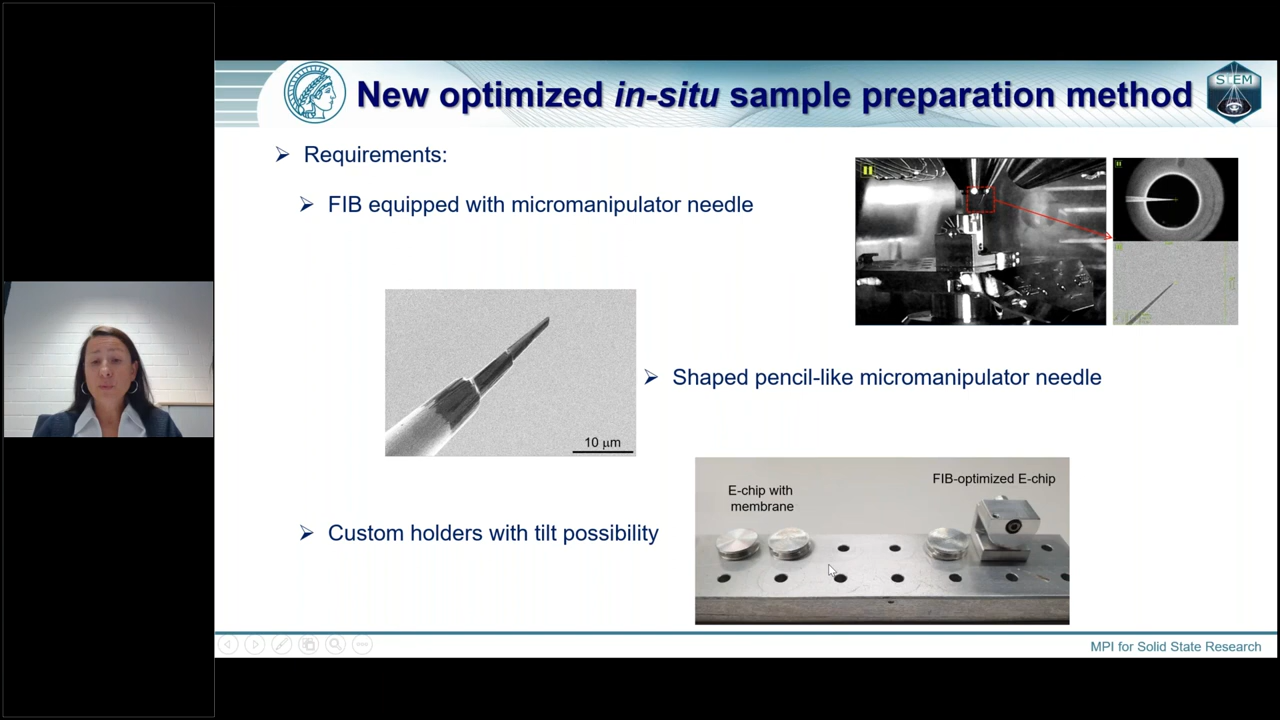 New optimized in-situ sample preparation method
STEM
➢ Requirements:
➢ FIB equipped with micromanipulator needle
10 μm
➢ Shaped pencil-like micromanipulator needle
➢ Custom holders with tilt possibility
E-chip with
membrane
FIB-optimized E-chip
MPI for Solid State Research